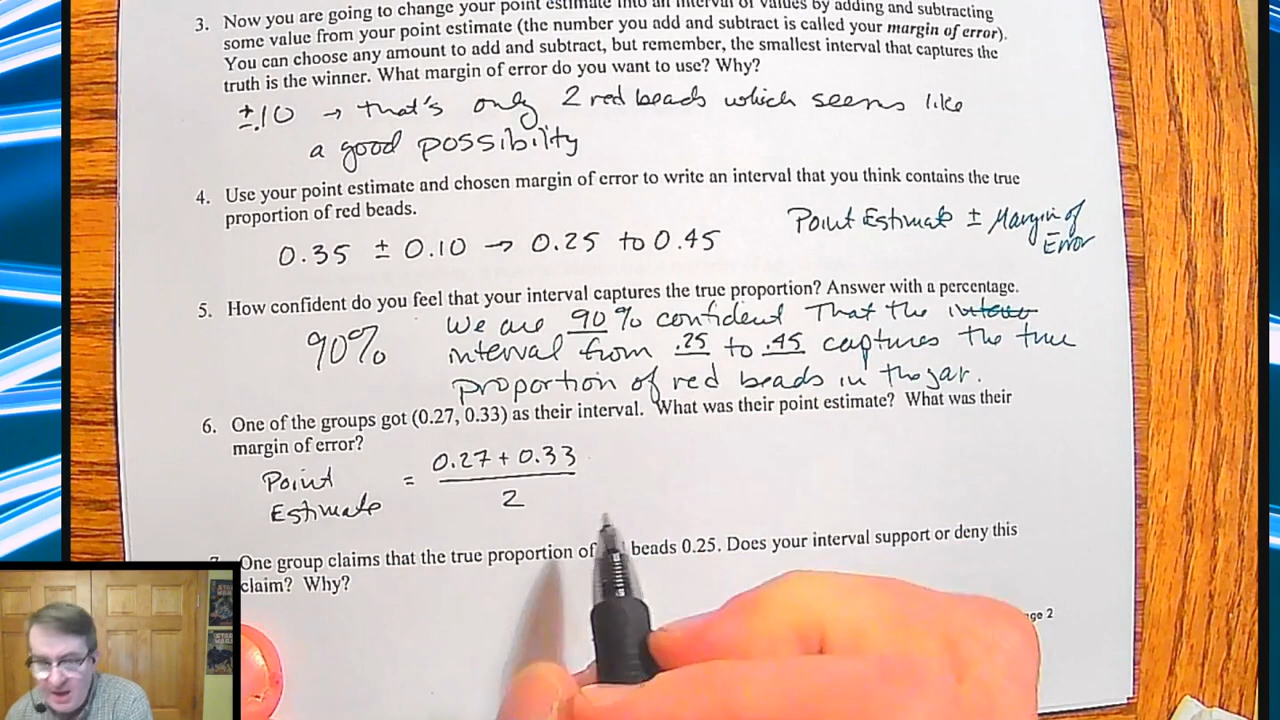 3. Now you are going to change your point estimate into an interval of values by adding and subtracting
some value from your point estimate (the number you add and subtract is called your margin of error).
You can choose any amount to add and subtract, but remember, the smallest interval that captures the
truth is the winner. What margin of error do you want to use? Why?
±.10 → that's only 2 red beads which seems like
a good possibility
4. Use your point estimate and chosen margin of error to write an interval that you think contains the true
proportion of red beads.
Point Estimate ± Margin of
Error
0.35 ± 0.10 → 0.25 to 0.45
5. How confident do you feel that your interval captures the true proportion? Answer with a percentage.
90%
We are 90% confident That the
interval from .25 to .45 captures the true
proportion of red beads in the jar.
6. One of the groups got (0.27, 0.33) as their interval. What was their point estimate? What was their
margin of error?
Point
Estimate
= 0.27 + 0.33
2
One group claims that the true proportion of beads 0.25. Does your interval support or deny this
claim? Why?
2
STAR
WARS